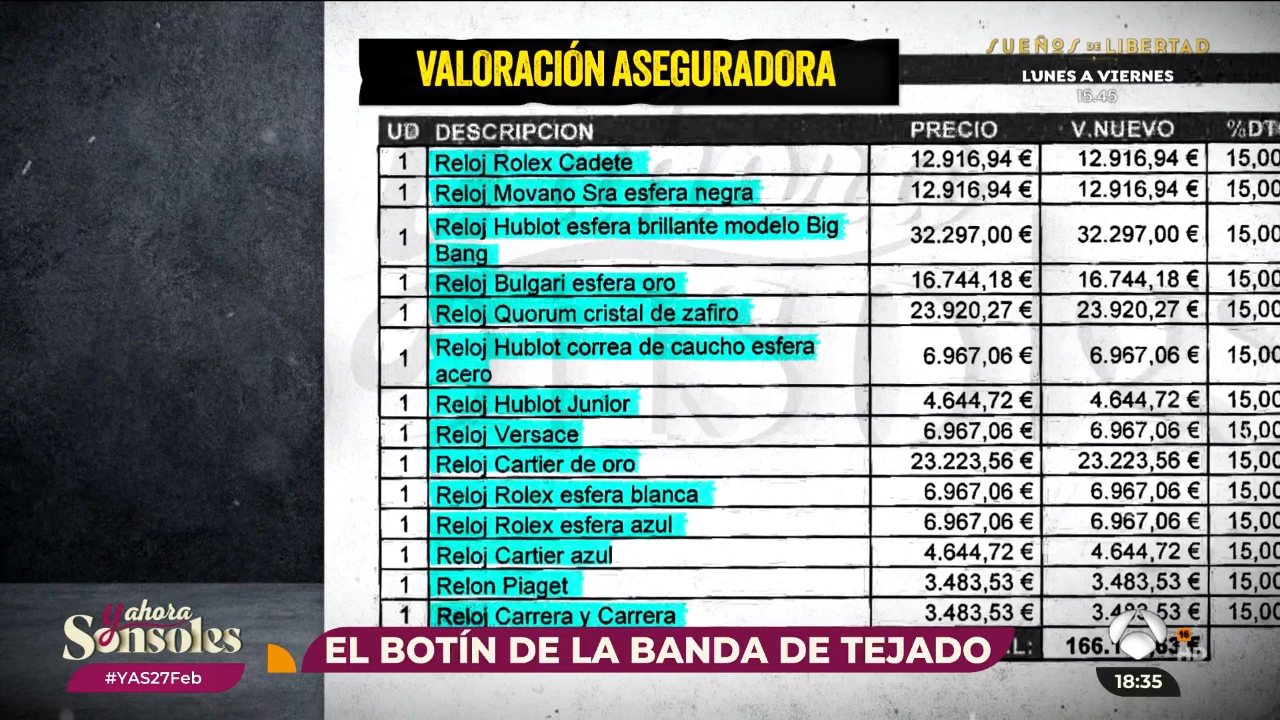 VALORACIÓN ASEGURADORA
SUEÑOS DE LIBERTAD
LUNES A VIERNES
15.45
UD DESCRIPCION PRECIO V.NUEVO %DT
1 Reloj Rolex Cadete 12.916,94 € 12.916,94 € 15,00
1 Reloj Movano Sra esfera negra 12.916,94 € 12.916,94 € 15,00
1 Reloj Hublot esfera brillante modelo Big 32.297,00 € 32.297,00 € 15,00
Bang
1 Reloj Bulgari esfera oro 16.744,18 € 16.744,18 € 15,00
1 Reloj Quorum cristal de zafiro 23.920,27 € 23.920,27 € 15,00
1 Reloj Hublot correa de caucho esfera 6.967,06 € 6.967,06 € 15,00
acero
1 Reloj Hublot Junior 4.644,72 € 4.644,72 € 15,00
1 Reloj Versace 6.967,06 € 6.967,06 € 15,00
1 Reloj Cartier de oro 23.223,56 € 23.223,56 € 15,00
1 Reloj Rolex esfera blanca 6.967,06 € 6.967,06 € 15,00
1 Reloj Rolex esfera azul 6.967,06 € 6.967,06 € 15,00
1 Reloj Cartier azul 4.644,72 € 4.644,72 € 15,00
1 Relon Piaget 3.483,53 € 3.483,53 € 15,00
1 Reloj Carrera y Carrera 3.483,53 € 15,00
Y ahora
Sonsoles
#YAS27Feb
EL BOTÍN DE LA BANDA DE TEJADO
16
HD
18:35